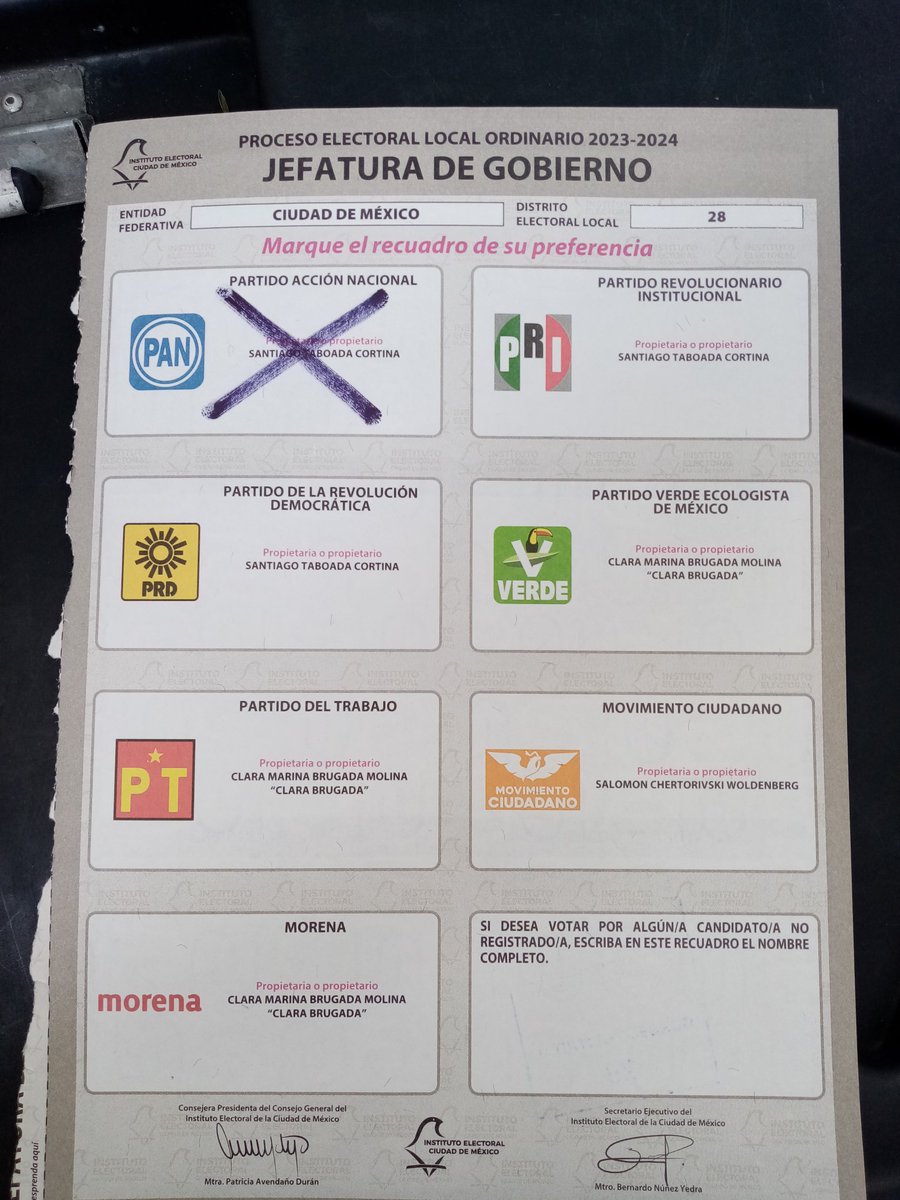 INSTITUTO ELECTORAL
CIUDAD DE MÉXICO
PROCESO ELECTORAL LOCAL ORDINARIO 2023-2024
JEFATURA DE GOBIERNO
ENTIDAD
FEDERATIVA
CIUDAD DE MÉXICO
DISTRITO
ELECTORAL LOCAL
28
Marque el recuadro de su preferencia
PARTIDO ACCIÓN NACIONAL
PAN
Propietaria o propietario
SANTIAGO TABOADA CORTINA
PARTIDO REVOLUCIONARIO
INSTITUCIONAL
PRI
Propietaria o propietario
SANTIAGO TABOADA CORTINA
PARTIDO DE LA REVOLUCIÓN
DEMOCRÁTICA
PRD
Propietaria o propietario
SANTIAGO TABOADA CORTINA
PARTIDO VERDE ECOLOGISTA
DE MÉXICO
V
VERDE
Propietaria o propietario
CLARA MARINA BRUGADA MOLINA
“CLARA BRUGADA”
PARTIDO DEL TRABAJO
PT
Propietaria o propietario
CLARA MARINA BRUGADA MOLINA
“CLARA BRUGADA”
MOVIMIENTO CIUDADANO
MOVIMIENTO
CIUDADANO
Propietaria o propietario
SALOMON CHERTORIVSKI WOLDENBERG
MORENA
morena
Propietaria o propietario
CLARA MARINA BRUGADA MOLINA
“CLARA BRUGADA”
SI DESEA VOTAR POR ALGÚN/A CANDIDATO/A NO
REGISTRADO/A, ESCRIBA EN ESTE RECUADRO EL NOMBRE
COMPLETO.
Consejera Presidenta del Consejo General del
Instituto Electoral de la Ciudad de México
Mtra. Patricia Avendaño Durán
INSTITUTO ELECTORAL
CIUDAD DE MÉXICO
Secretario Ejecutivo del
Instituto Electoral de la Ciudad de México
Mtro. Bernardo Núñez Yedra
esprenda aquí